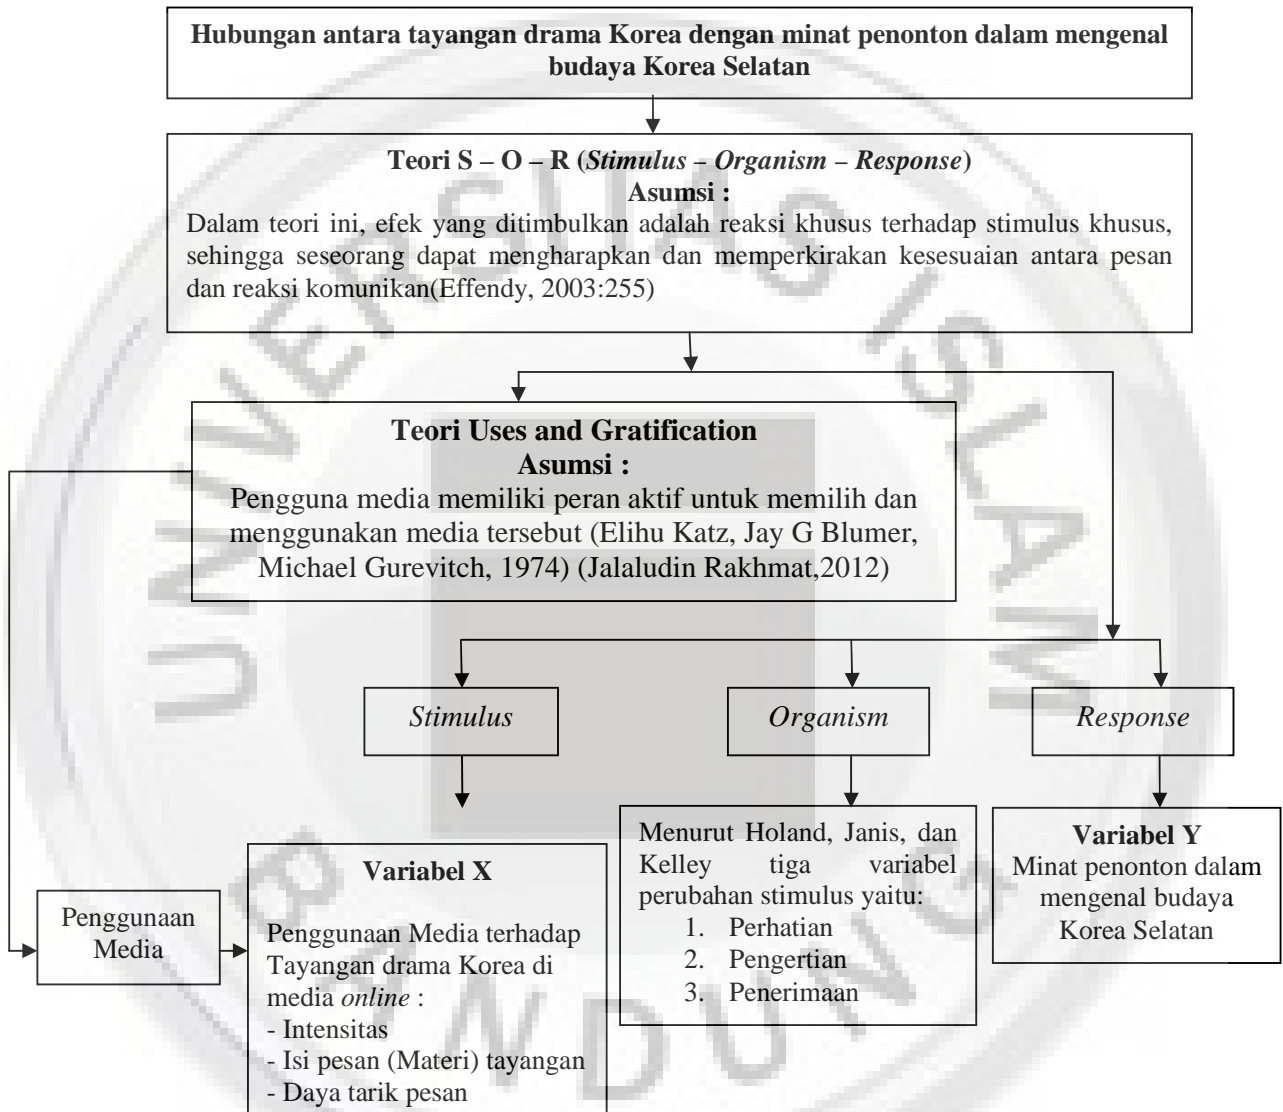 Hubungan antara tayangan drama Korea dengan minat penonton dalam mengenal
budaya Korea Selatan
Teori S – O – R (Stimulus – Organism – Response)
Asumsi :
Dalam teori ini, efek yang ditimbulkan adalah reaksi khusus terhadap stimulus khusus,
sehingga seseorang dapat mengharapkan dan memperkirakan kesesuaian antara pesan
dan reaksi komunikan(Effendy, 2003:255)
Teori Uses and Gratification
Asumsi :
Pengguna media memiliki peran aktif untuk memilih dan
menggunakan media tersebut (Elihu Katz, Jay G Blumer,
Michael Gurevitch, 1974) (Jalaludin Rakhmat,2012)
Stimulus
Organism
Response
Penggunaan
Media
Variabel X
Penggunaan Media terhadap
Tayangan drama Korea di
media online :
- Intensitas
- Isi pesan (Materi) tayangan
- Daya tarik pesan
Menurut Holand, Janis, dan
Kelley tiga variabel
perubahan stimulus yaitu:
1. Perhatian
2. Pengertian
3. Penerimaan
Variabel Y
Minat penonton dalam
mengenal budaya
Korea Selatan
UNIVERSITAS ISLAM
BANDUNG